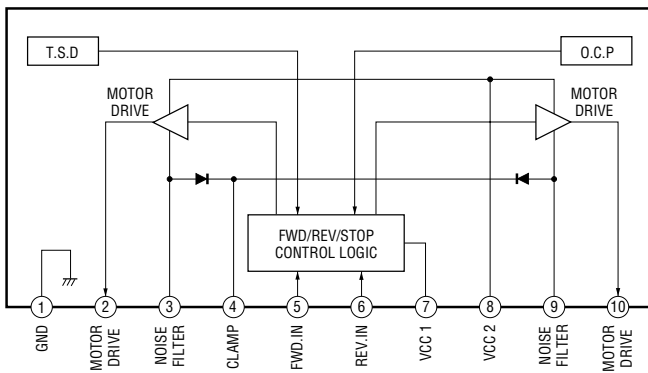 T.S.D
O.C.P
MOTOR
DRIVE
MOTOR
DRIVE
FWD/REV/STOP
CONTROL LOGIC
1
2
3
4
5
6
7
8
9
10
GND
MOTOR
DRIVE
NOISE
FILTER
CLAMP
FWD.IN
REV.IN
VCC 1
VCC 2
NOISE
FILTER
MOTOR
DRIVE